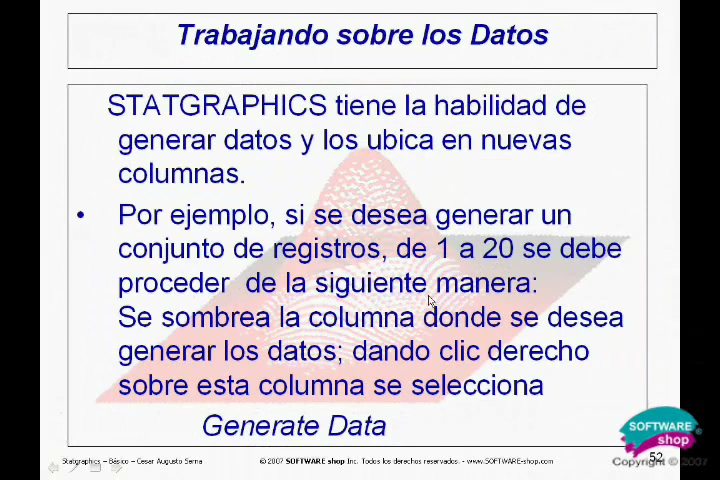 Trabajando sobre los Datos
STATGRAPHICS tiene la habilidad de
generar datos y los ubica en nuevas
columnas.
• Por ejemplo, si se desea generar un
conjunto de registros, de 1 a 20 se debe
proceder de la siguiente manera:
Se sombrea la columna donde se desea
generar los datos; dando clic derecho
sobre esta columna se selecciona
Generate Data
SOFTWARE®
shop
Statgraphics – Básico – Cesar Augusto Serna
© 2007 SOFTWARE shop Inc. Todos los derechos reservados. - www.SOFTWARE-shop.com
52
Copyright © 2007